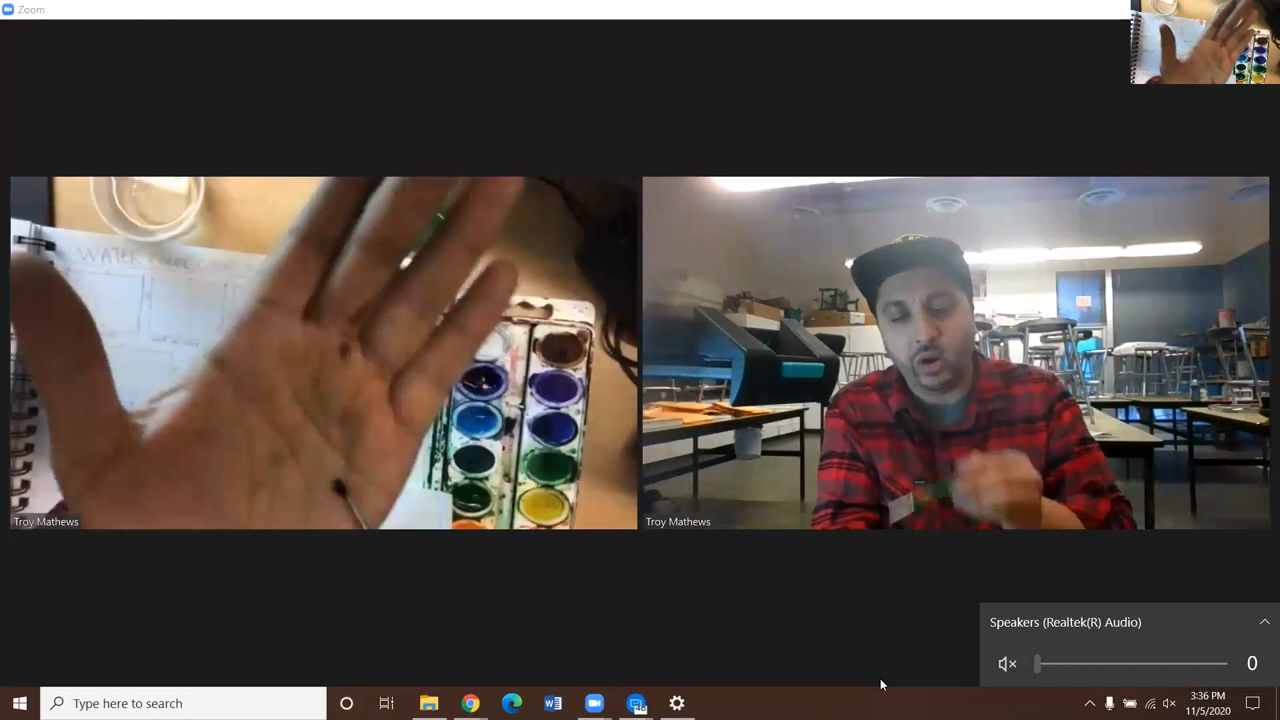 Zoom
WATER
Troy Mathews
Troy Mathews
Speakers (Realtek(R) Audio)
0
Type here to search
3:36 PM
11/5/2020